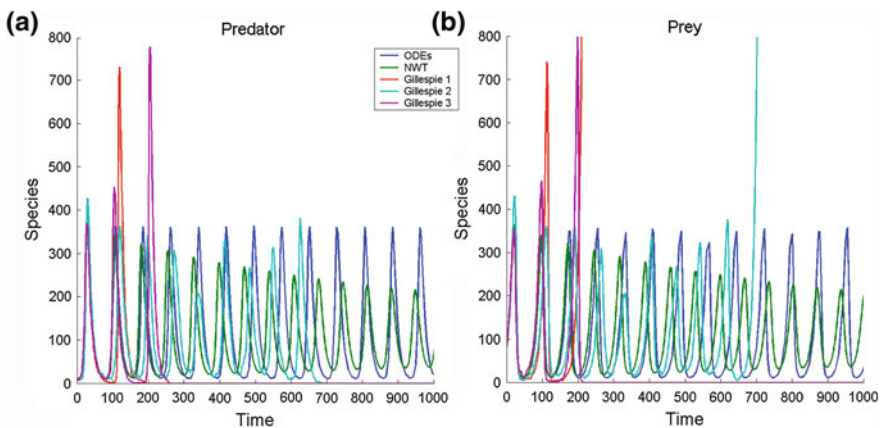 (a)
Predator
800
700
600
500
400
300
200
100
0
Species
0 100 200 300 400 500 600 700 800 900 1000
Time
ODEs
NWT
Gillespie 1
Gillespie 2
Gillespie 3
(b)
Prey
800
700
600
500
400
300
200
100
0
Species
0 100 200 300 400 500 600 700 800 900 1000
Time